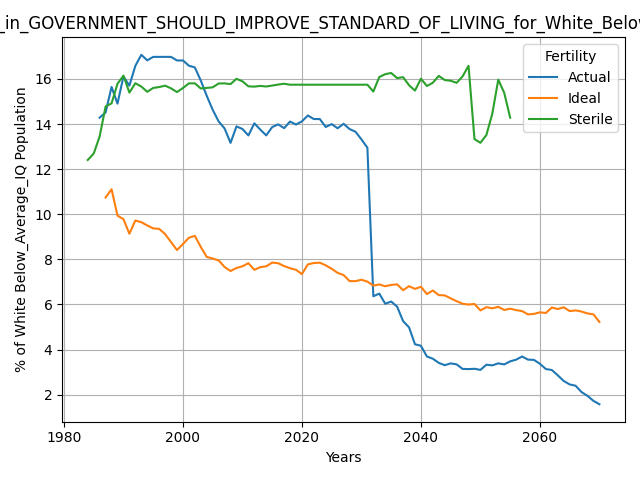 _in_GOVERNMENT_SHOULD_IMPROVE_STANDARD_OF_LIVING_for_White_Below
Fertility
Actual
Ideal
Sterile
% of White Below_Average_IQ Population
16
14
12
10
8
6
4
2
1980
2000
2020
2040
2060
Years